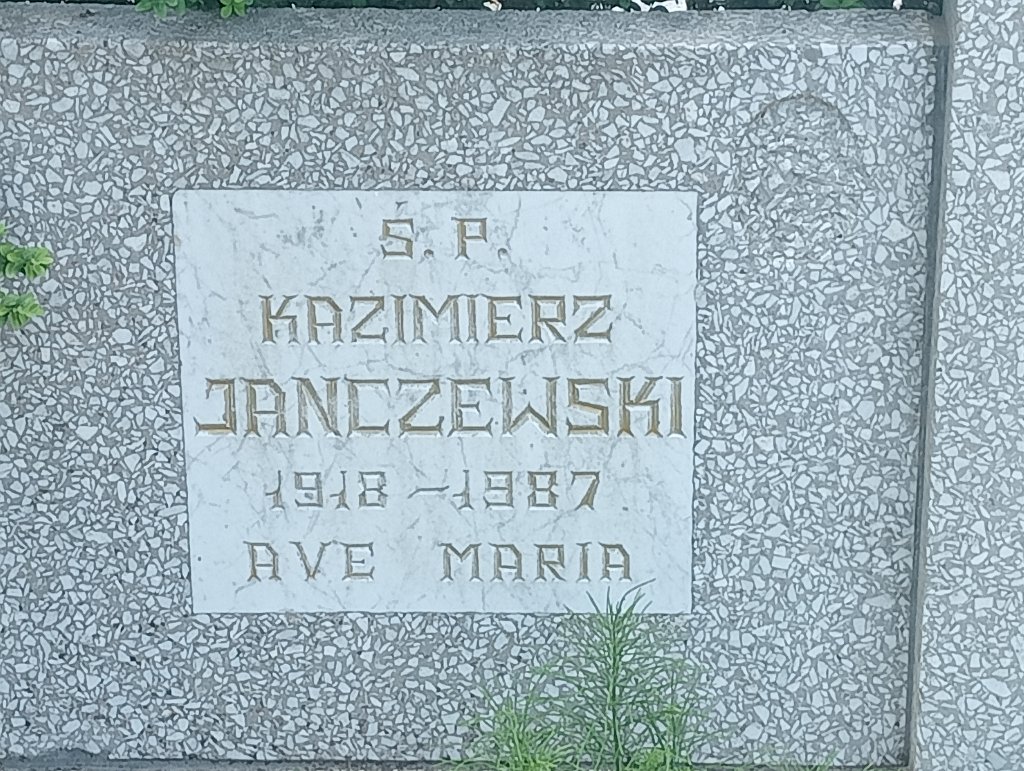 Ś. P.
KAZIMIERZ
JANCZEWSKI
1918 – 1987
AVE MARIA